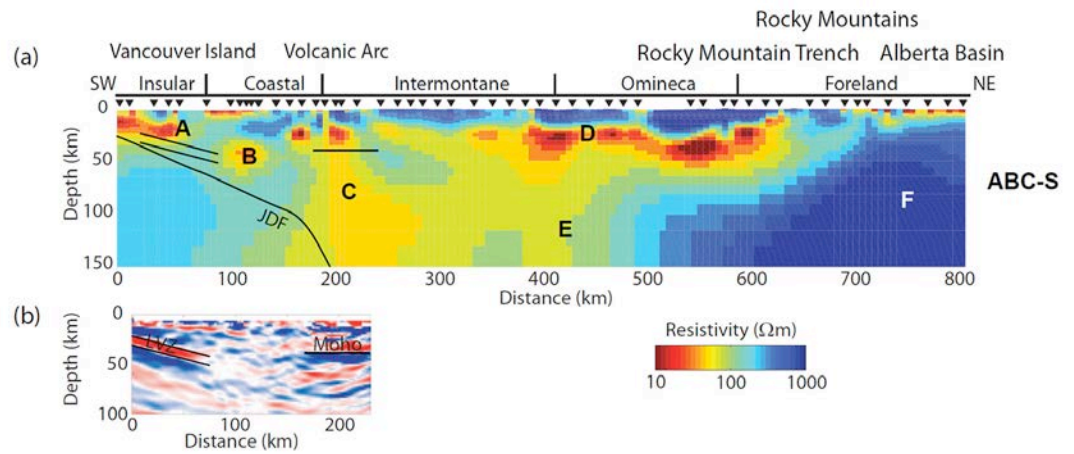 Rocky Mountains
(a)
Vancouver Island Volcanic Arc Rocky Mountain Trench Alberta Basin
SW Insular Coastal Intermontane Omineca Foreland NE
Depth (km)
0
50
100
150
A
B
C
D
E
F
JDF
ABC-S
0 100 200 300 400 500 600 700 800
Distance (km)
(b)
Depth (km)
0
50
100
LVZ
Moho
0 100 200
Distance (km)
Resistivity (Ωm)
10 100 1000